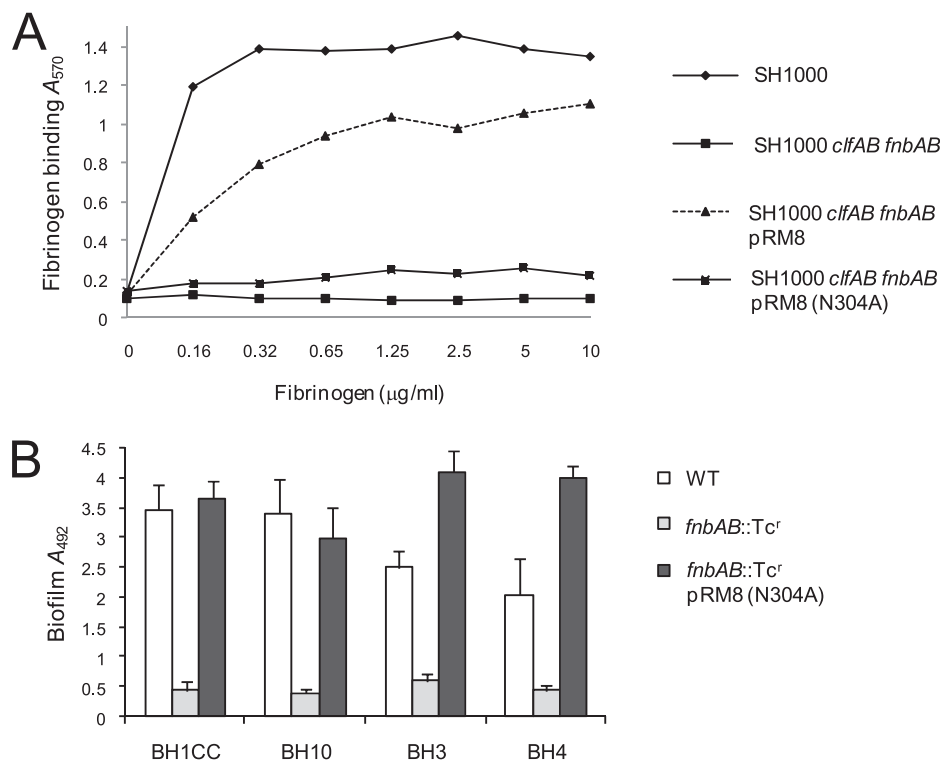 A
Fibrinogen binding A570
1.4
1.2
1
0.8
0.6
0.4
0.2
0
0 0.16 0.32 0.65 1.25 2.5 5 10
Fibrinogen (μg/ml)
SH1000
SH1000 clfAB fnbAB
SH1000 clfAB fnbAB
pRM8
SH1000 clfAB fnbAB
pRM8 (N304A)
B
Biofilm A492
4.5
4
3.5
3
2.5
2
1.5
1
0.5
0
BH1CC BH10 BH3 BH4
WT
fnbAB::Tcr
fnbAB::Tcr
pRM8 (N304A)